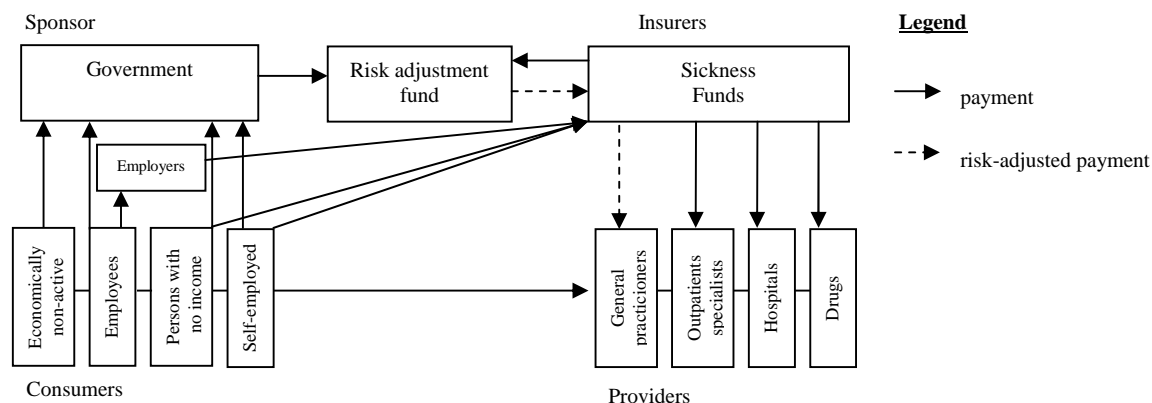 Sponsor
Insurers
Legend
Government
Risk adjustment
fund
Sickness
Funds
payment
risk-adjusted payment
Employers
Economically
non-active
Employees
Persons with
no income
Self-employed
General
practicioners
Outpatients
specialists
Hospitals
Drugs
Consumers
Providers